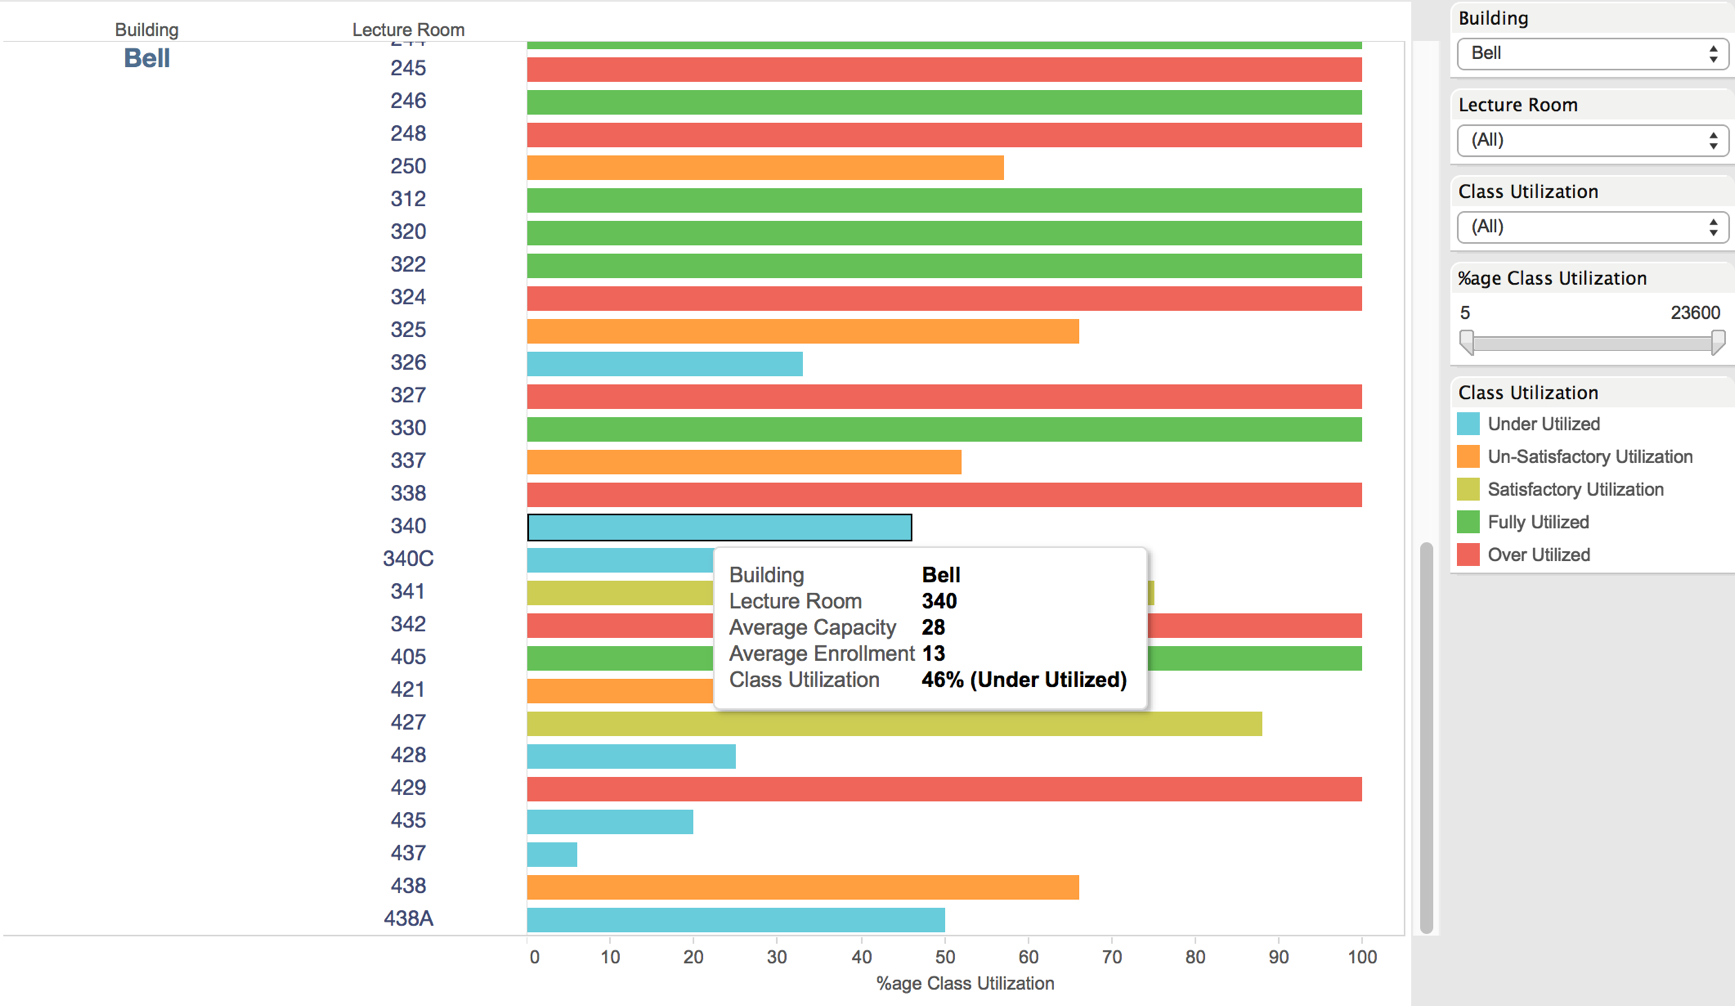 Building Lecture Room
Bell
245
246
248
250
312
320
322
324
325
326
327
330
337
338
340
340C
341
342
405
421
427
428
429
435
437
438
438A
0 10 20 30 40 50 60 70 80 90 100
%age Class Utilization
Building Bell
Lecture Room 340
Average Capacity 28
Average Enrollment 13
Class Utilization 46% (Under Utilized)
Building
Bell
Lecture Room
(All)
Class Utilization
(All)
%age Class Utilization
5 23600
Class Utilization
Under Utilized
Un-Satisfactory Utilization
Satisfactory Utilization
Fully Utilized
Over Utilized